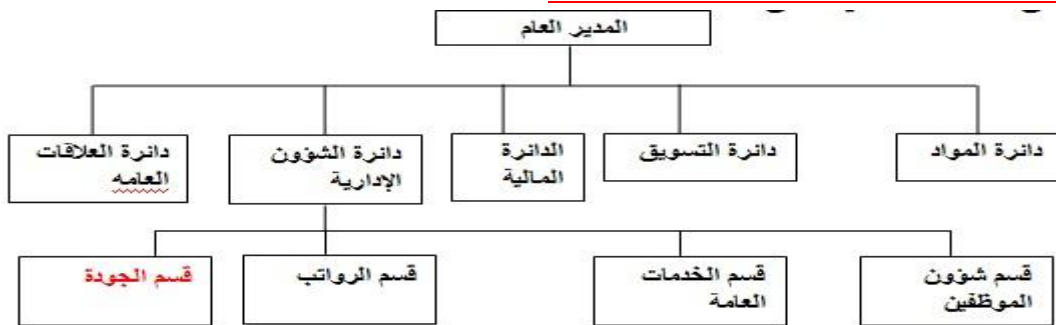 المدير العام
دائرة المواد
دائرة التسويق
الدائرة
المالية
دائرة الشؤون
الإدارية
دائرة العلاقات
العامه
قسم شؤون
الموظفين
قسم الخدمات
العامة
قسم الرواتب
قسم الجودة